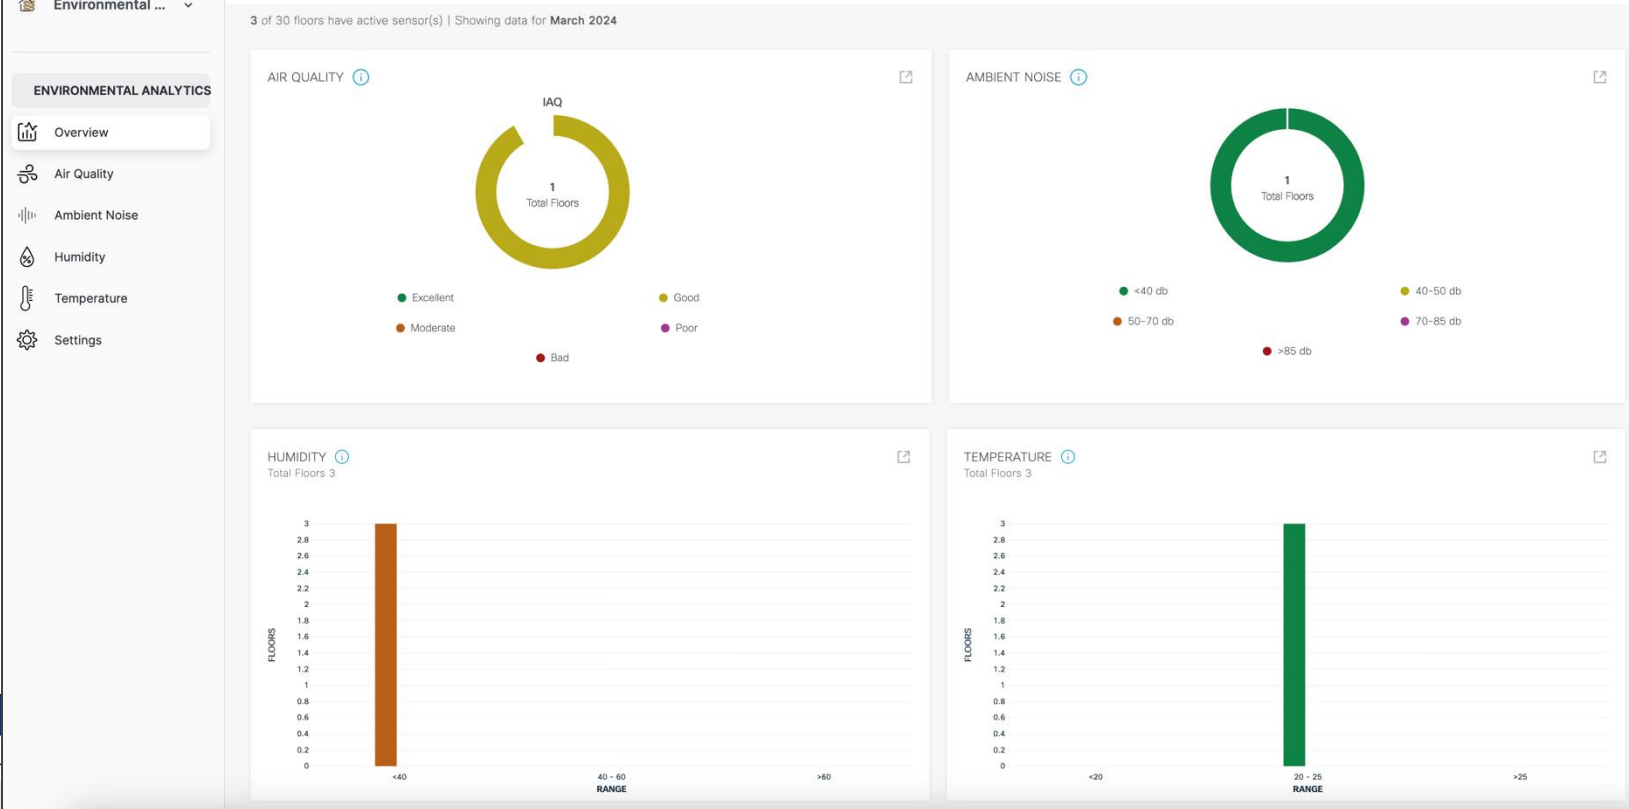 Environmental ...
3 of 30 floors have active sensor(s) | Showing data for March 2024
ENVIRONMENTAL ANALYTICS
Overview
Air Quality
Ambient Noise
Humidity
Temperature
Settings
AIR QUALITY
IAQ
1
Total Floors
Excellent
Good
Moderate
Poor
Bad
AMBIENT NOISE
1
Total Floors
<40 db
40-50 db
50-70 db
70-85 db
>85 db
HUMIDITY
Total Floors 3
FLOORS
3
2.8
2.6
2.4
2.2
2
1.8
1.6
1.4
1.2
1
0.8
0.6
0.4
0.2
0
<40
40 - 60
>60
RANGE
TEMPERATURE
Total Floors 3
FLOORS
3
2.8
2.6
2.4
2.2
2
1.8
1.6
1.4
1.2
1
0.8
0.6
0.4
0.2
0
<20
20 - 25
>25
RANGE